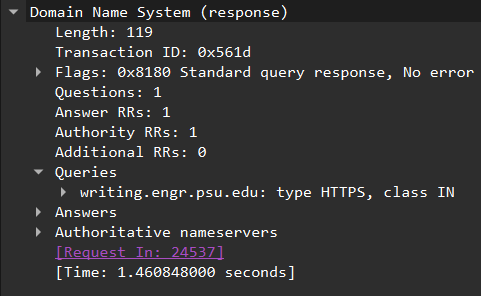 Domain Name System (response)
Length: 119
Transaction ID: 0x561d
Flags: 0x8180 Standard query response, No error
Questions: 1
Answer RRs: 1
Authority RRs: 1
Additional RRs: 0
Queries
writing.engr.psu.edu: type HTTPS, class IN
Answers
Authoritative nameservers
[Request In: 24537]
[Time: 1.460848000 seconds]